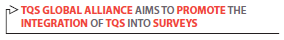 TQS GLOBAL ALLIANCE AIMS TO PROMOTE THE
INTEGRATION OF TQS INTO SURVEYS